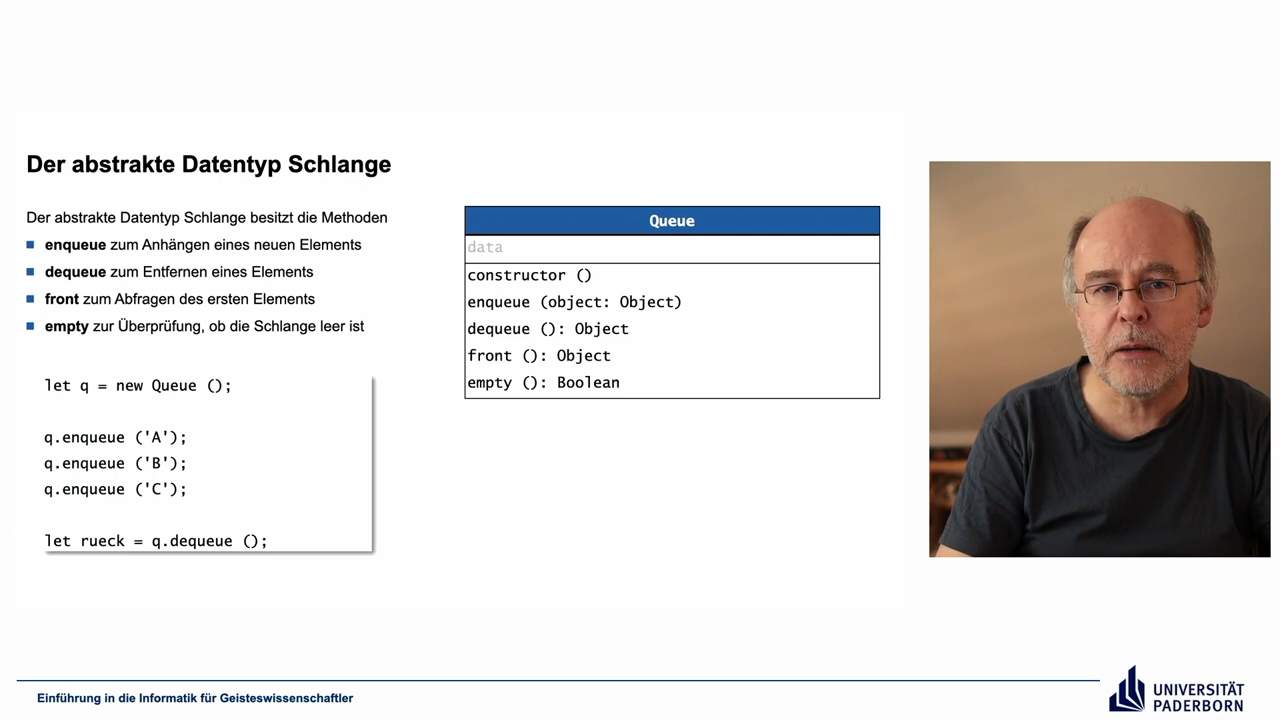 Der abstrakte Datentyp Schlange
Der abstrakte Datentyp Schlange besitzt die Methoden
enqueue zum Anhängen eines neuen Elements
dequeue zum Entfernen eines Elements
front zum Abfragen des ersten Elements
empty zur Überprüfung, ob die Schlange leer ist
let q = new Queue ();
q.enqueue ('A');
q.enqueue ('B');
q.enqueue ('C');
let rueck = q.dequeue ();
Queue
data
constructor ()
enqueue (object: Object)
dequeue (): Object
front (): Object
empty (): Boolean
Einführung in die Informatik für Geisteswissenschaftler
UNIVERSITÄT
PADERBORN